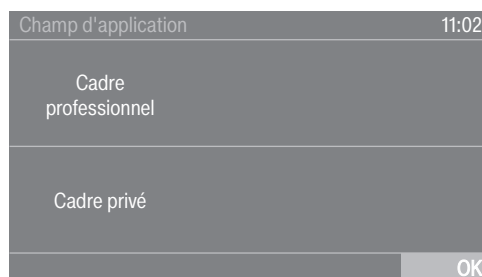 Champ d'application 11:02
Cadre
professionnel
Cadre privé
OK